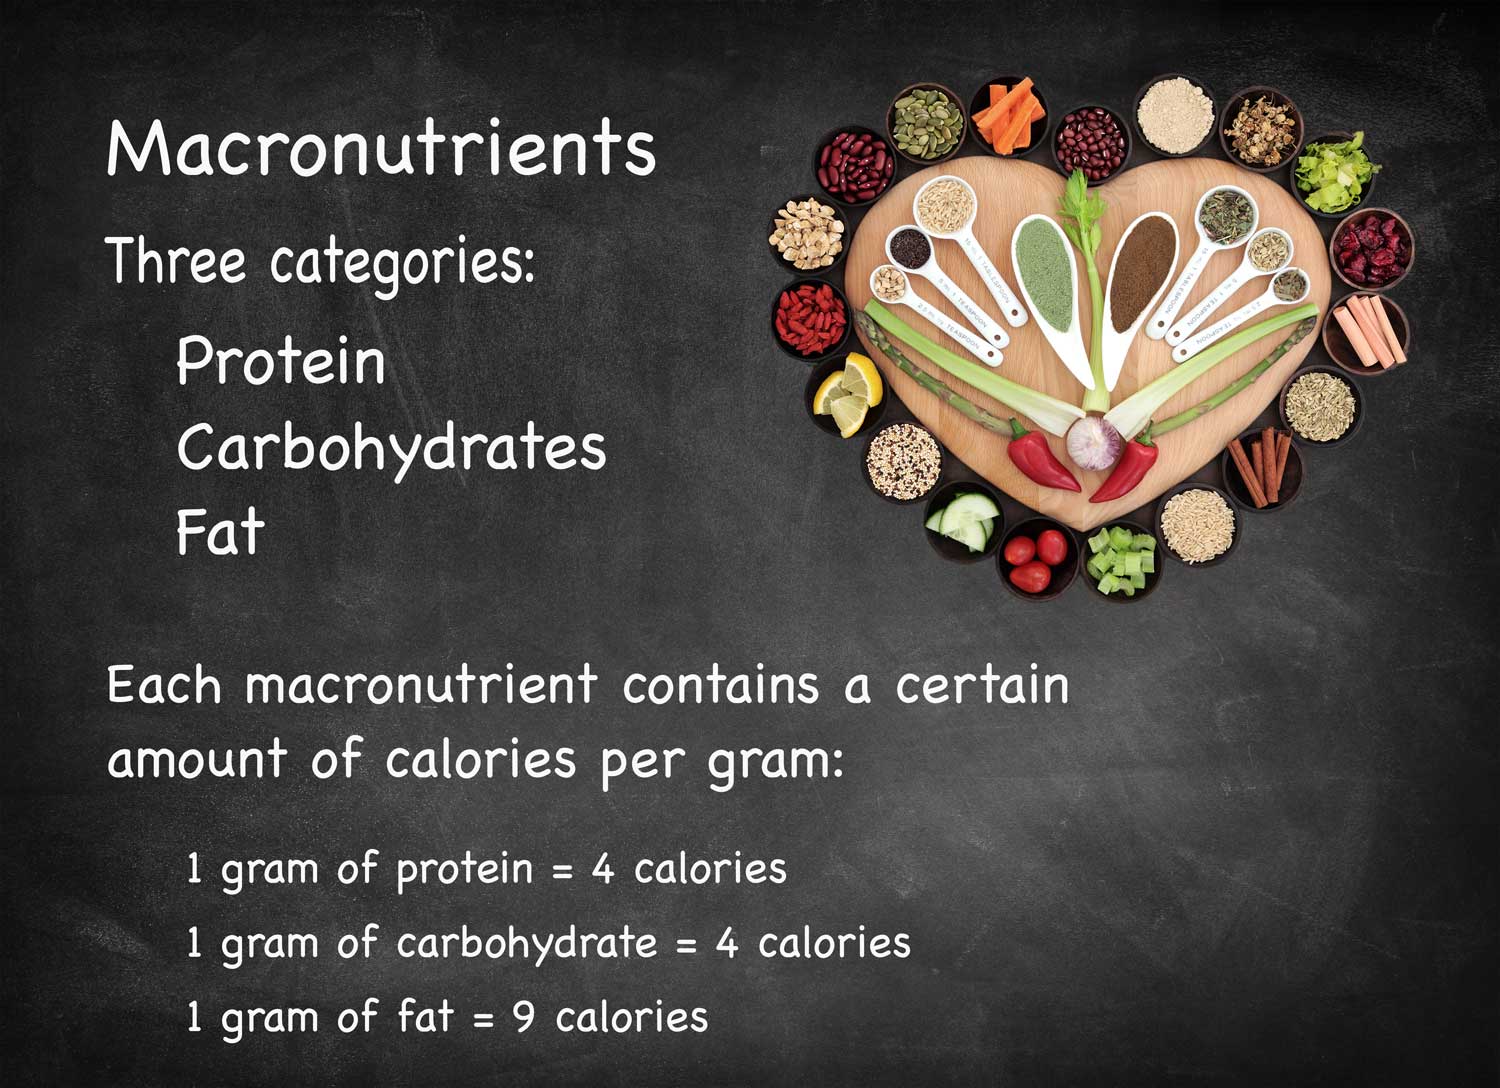 Macronutrients
Three categories:
Protein
Carbohydrates
Fat
Each macronutrient contains a certain
amount of calories per gram:
1 gram of protein = 4 calories
1 gram of carbohydrate = 4 calories
1 gram of fat = 9 calories